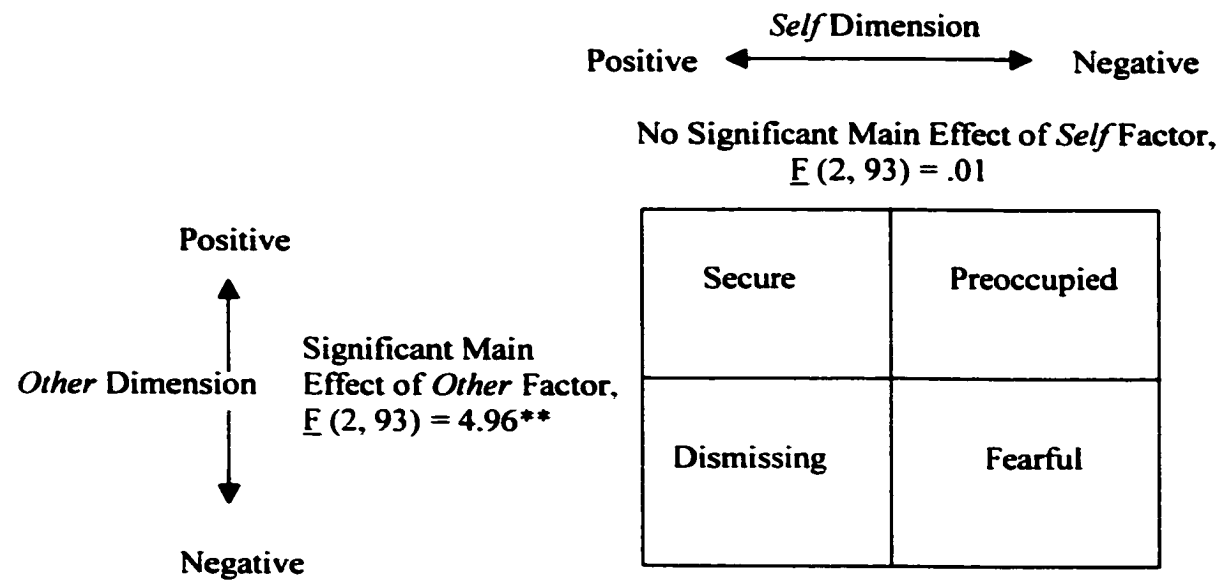 Self Dimension
Positive Negative
No Significant Main Effect of Self Factor,
F (2, 93) = .01
Positive
Secure Preoccupied
Significant Main
Other Dimension Effect of Other Factor,
F (2, 93) = 4.96**
Dismissing Fearful
Negative